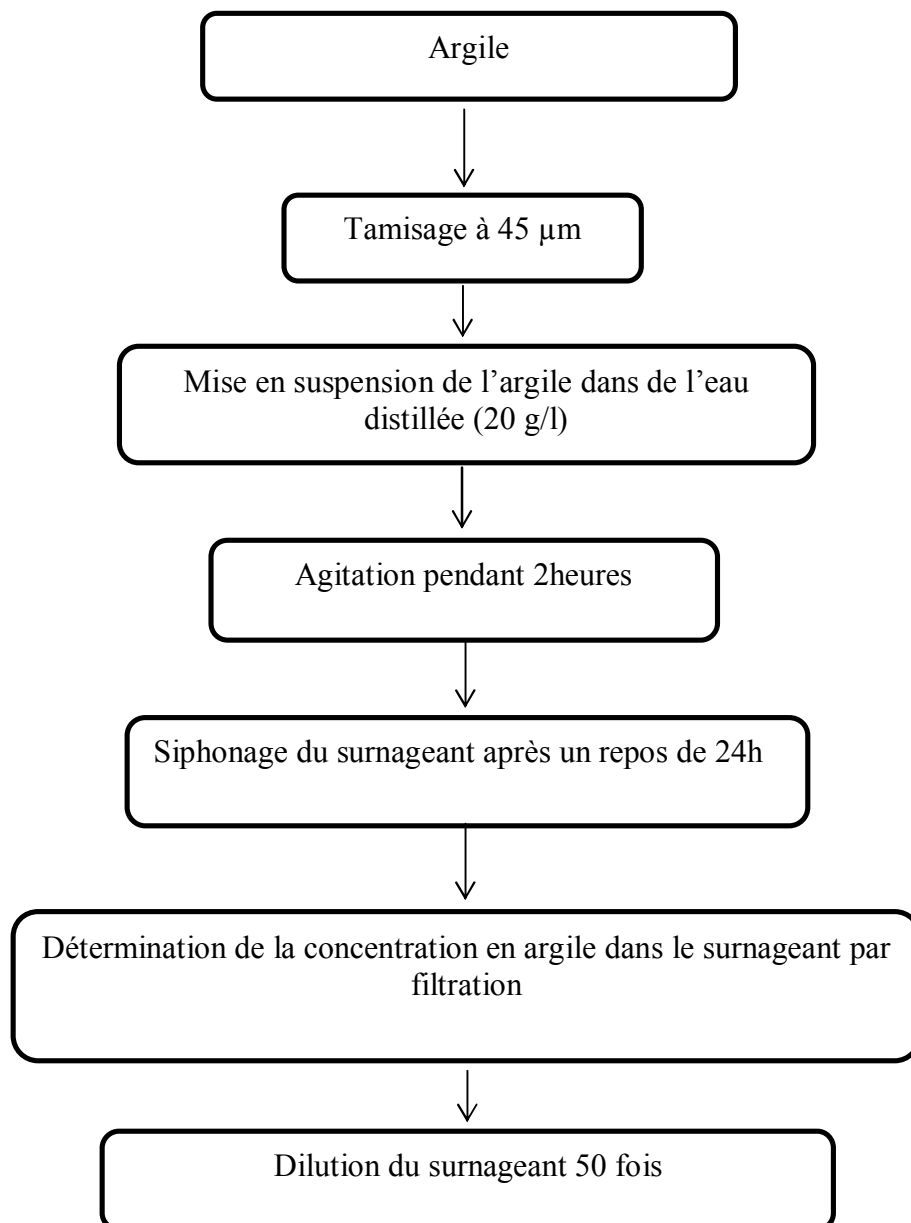 Argile
Tamisage à 45 µm
Mise en suspension de l’argile dans de l’eau
distillée (20 g/l)
Agitation pendant 2heures
Siphonage du surnageant après un repos de 24h
Détermination de la concentration en argile dans le surnageant par
filtration
Dilution du surnageant 50 fois